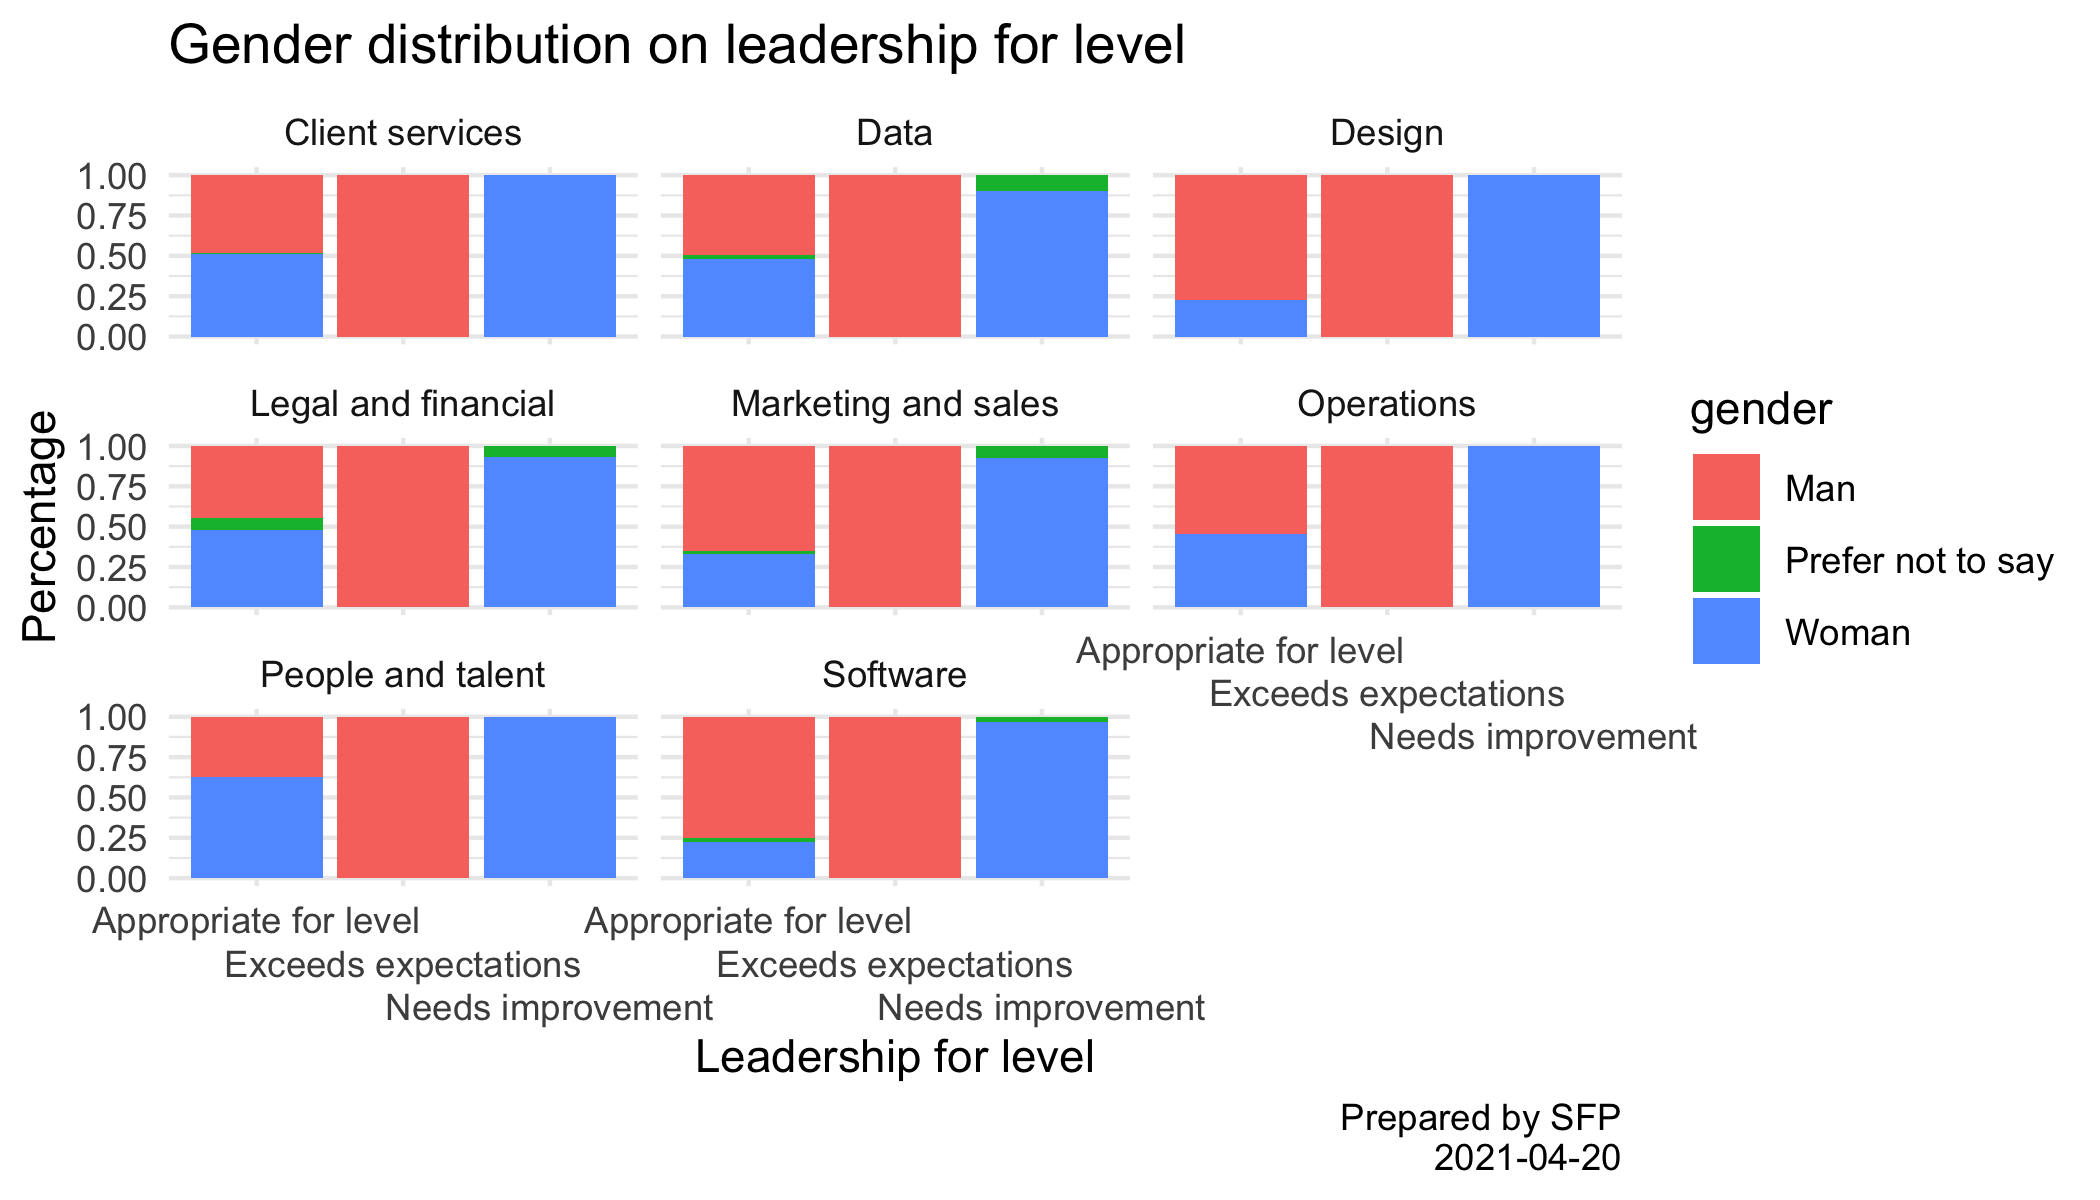 Gender distribution on leadership for level
Client services
Data
Design
1.00
0.75
0.50
0.25
0.00
Legal and financial
Marketing and sales
Operations
1.00
0.75
0.50
0.25
0.00
Percentage
gender
Man
Prefer not to say
Woman
Appropriate for level
Exceeds expectations
Needs improvement
People and talent
Software
1.00
0.75
0.50
0.25
0.00
Appropriate for level
Exceeds expectations
Needs improvement
Appropriate for level
Exceeds expectations
Needs improvement
Leadership for level
Prepared by SFP
2021-04-20